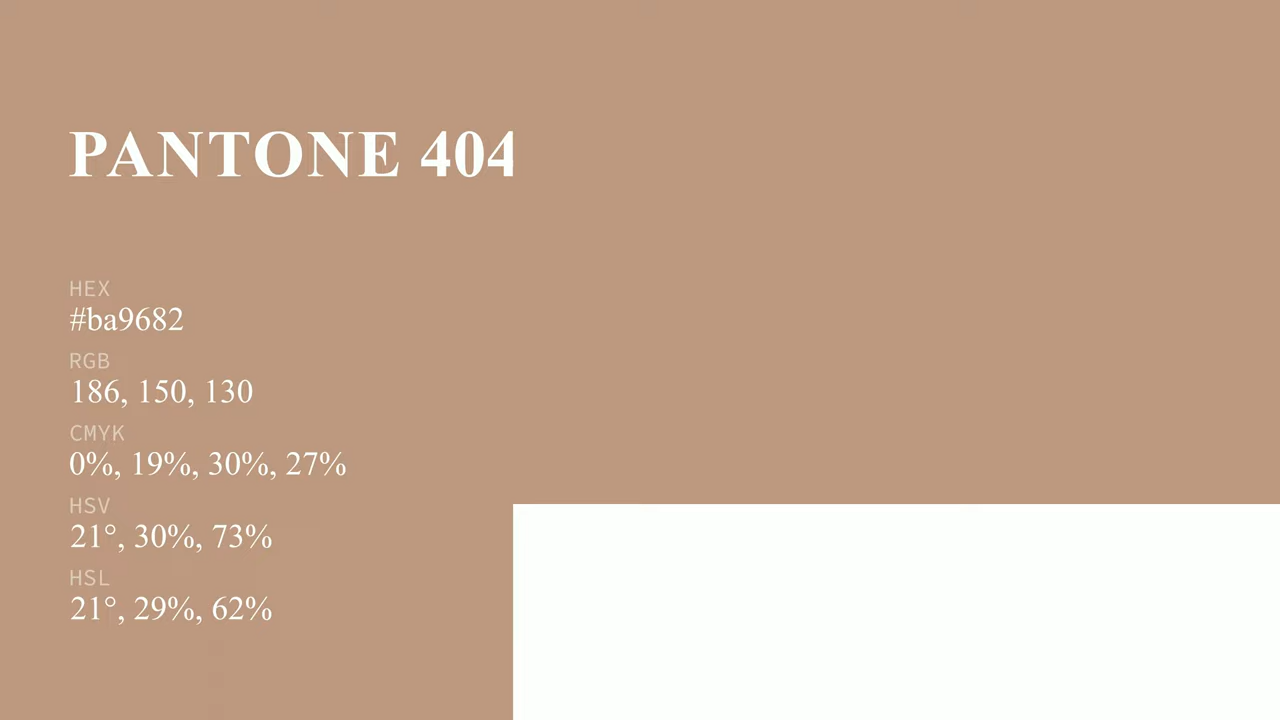 PANTONE 404
HEX
#ba9682
RGB
186, 150, 130
CMYK
0%, 19%, 30%, 27%
HSV
21°, 30%, 73%
HSL
21°, 29%, 62%